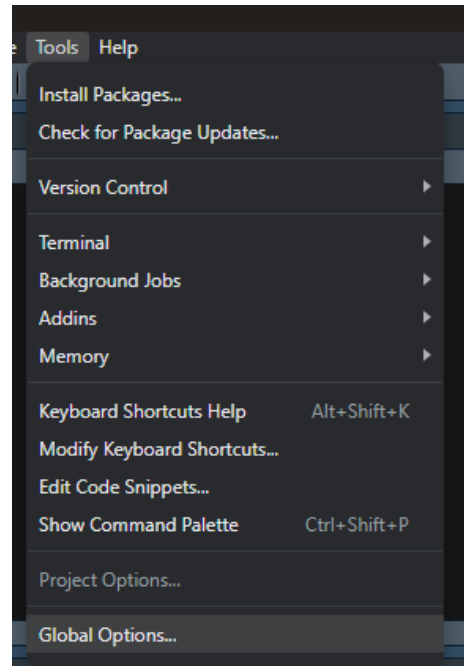 Tools Help
Install Packages...
Check for Package Updates...
Version Control
Terminal
Background Jobs
Addins
Memory
Keyboard Shortcuts Help Alt+Shift+K
Modify Keyboard Shortcuts...
Edit Code Snippets...
Show Command Palette Ctrl+Shift+P
Project Options...
Global Options...